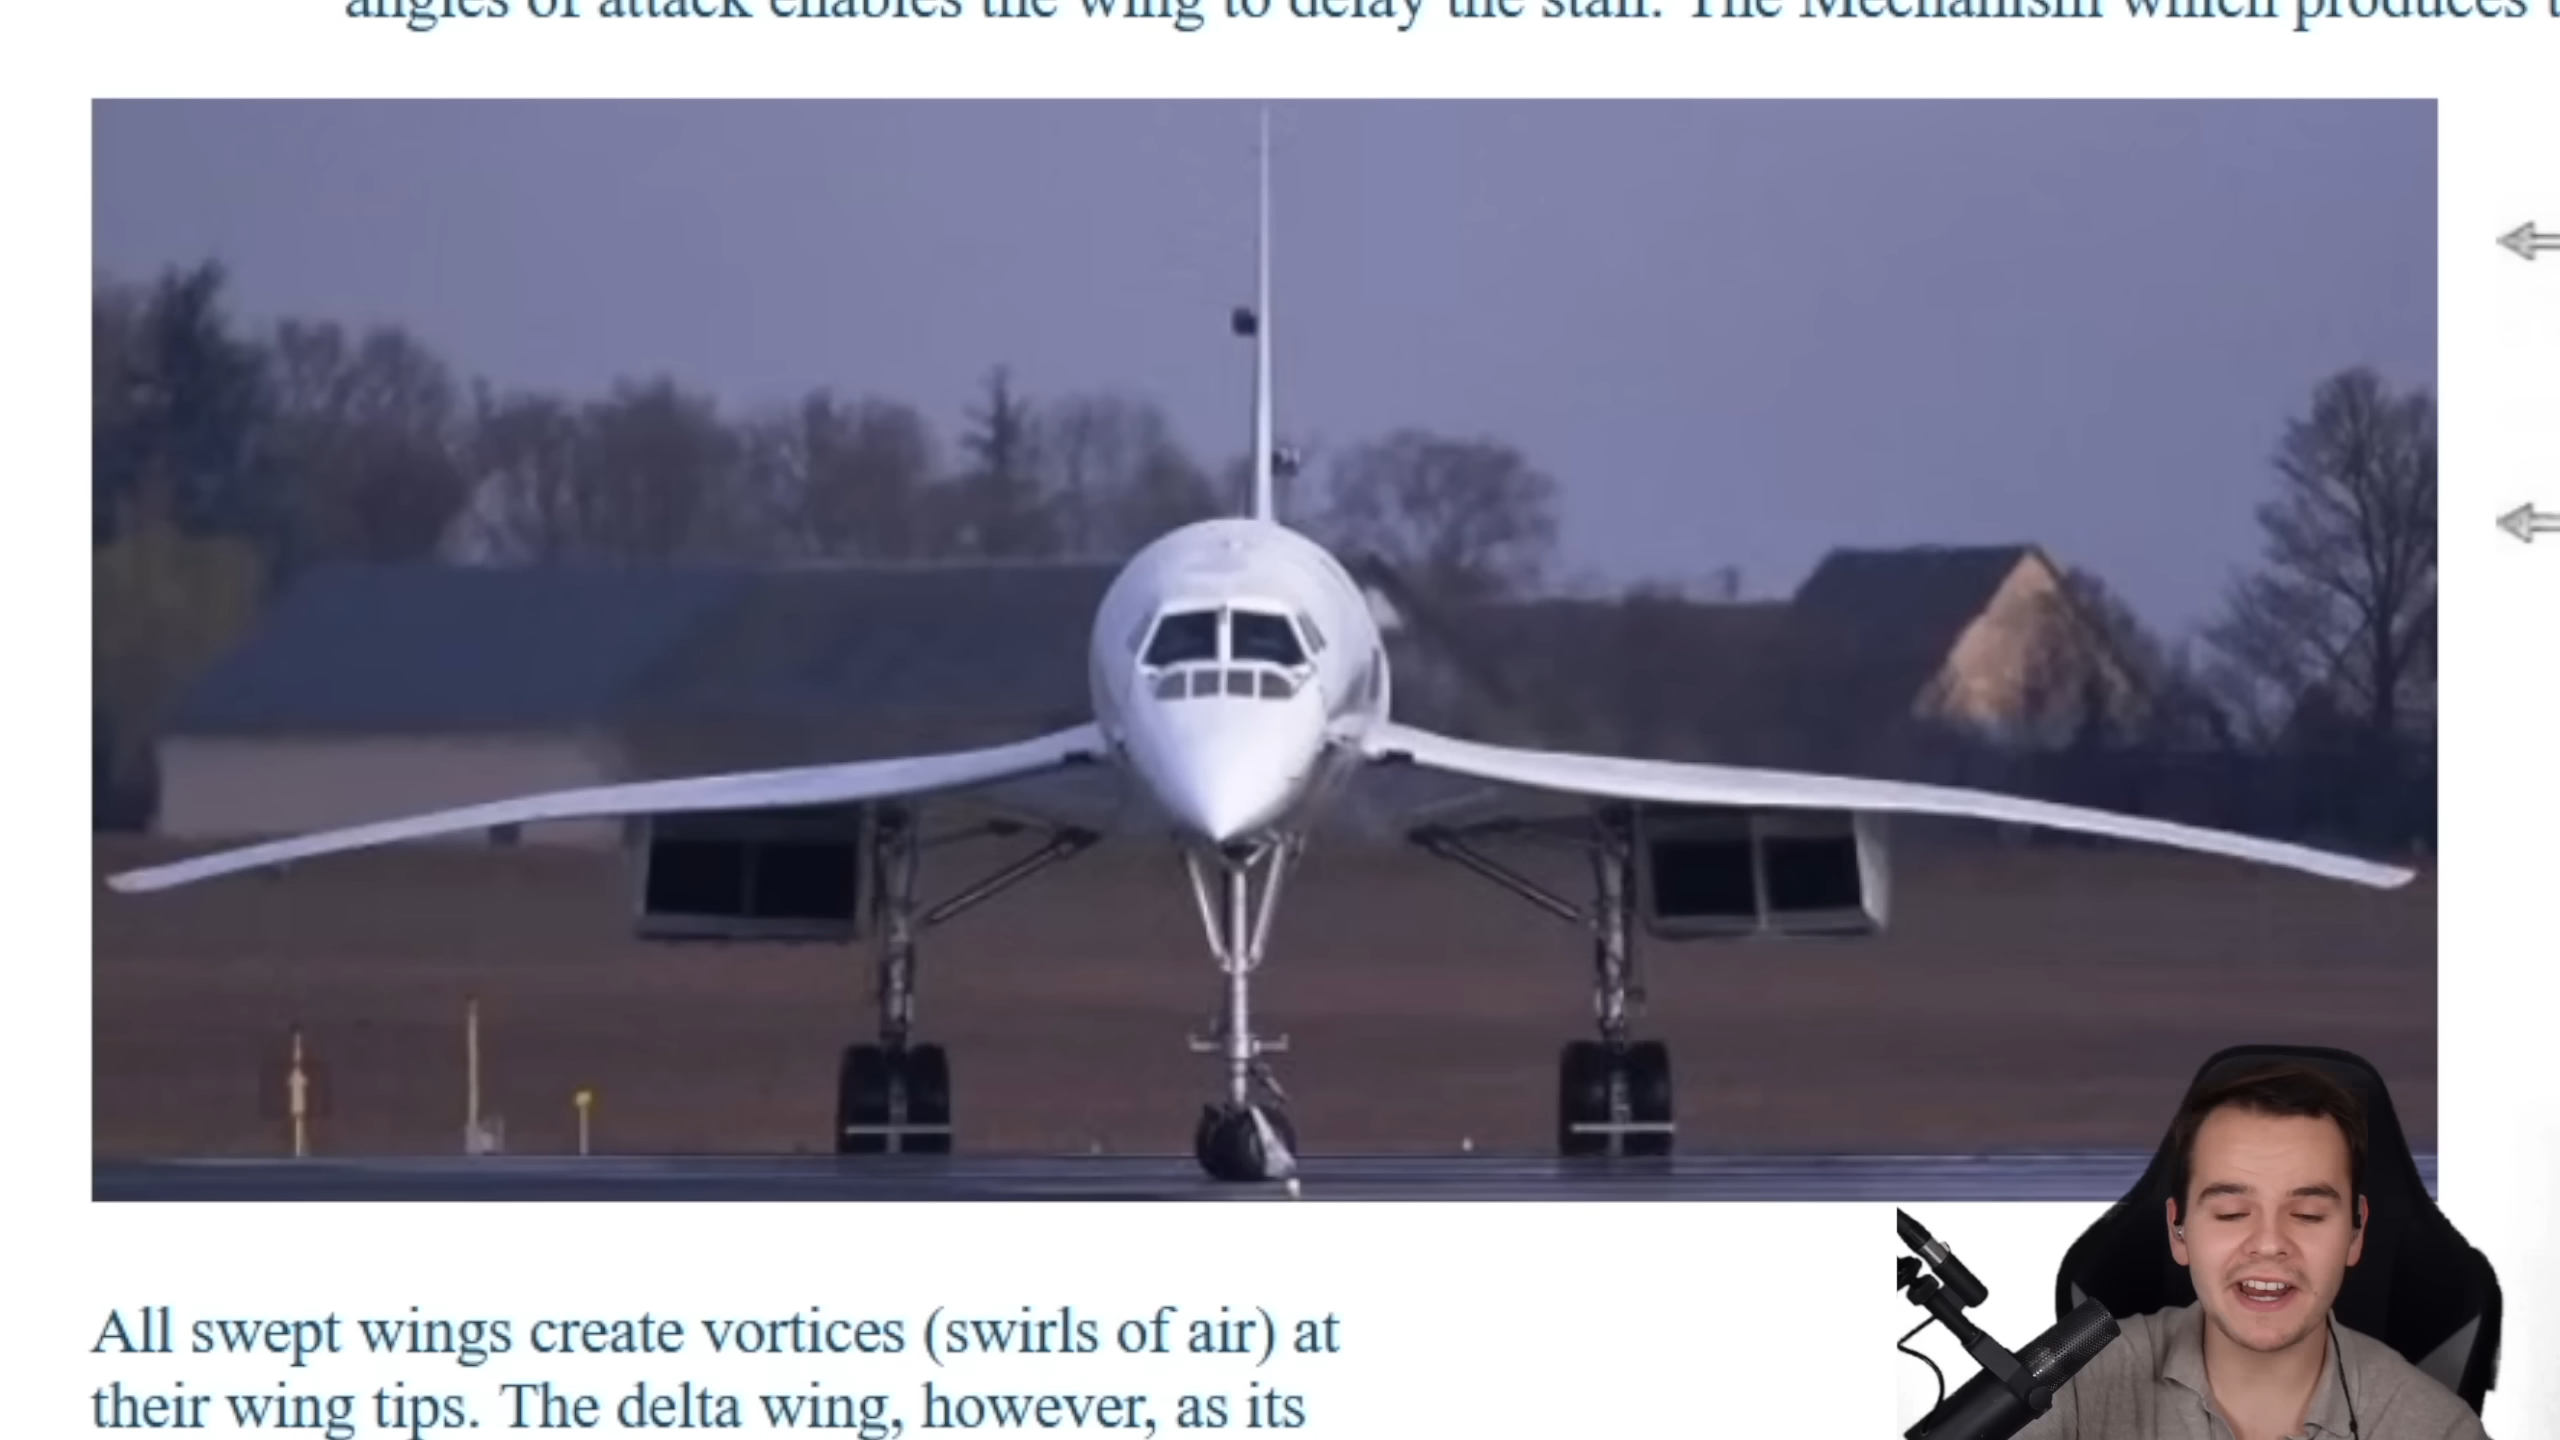 angles of attack enables the wing to delay the stall. The Mechanism which produces
All swept wings create vortices (swirls of air) at
their wing tips. The delta wing, however, as its